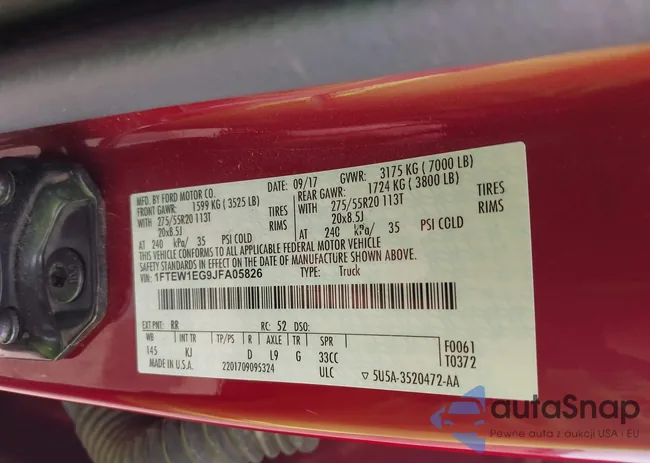 MFD. BY FORD MOTOR CO. DATE: 09/17 GVWR: 3175 KG (7000 LB)
FRONT GAWR: 1599 KG (3525 LB) REAR GAWR: 1724 KG (3800 LB)
WITH 275/55R20 113T TIRES WITH 275/55R20 113T TIRES
20x8.5J RIMS 20x8.5J RIMS
AT 240 kPa/ 35 PSI COLD AT 240 kPa/ 35 PSI COLD
THIS VEHICLE CONFORMS TO ALL APPLICABLE FEDERAL MOTOR VEHICLE
SAFETY STANDARDS IN EFFECT ON THE DATE OF MANUFACTURE SHOWN ABOVE.
VIN: 1FTEW1EG9JFA05826 TYPE: Truck
EXT PNT: RR RC: 52 DSO:
WB INT TR TP/PS R AXLE TR SPR F0061
145 KJ D L9 G 33CC T0372
MADE IN U.S.A. 2201709095324 ULC ▽ 5U5A-3520472-AA
autaSnap
Pewne auta z aukcji USA i EU